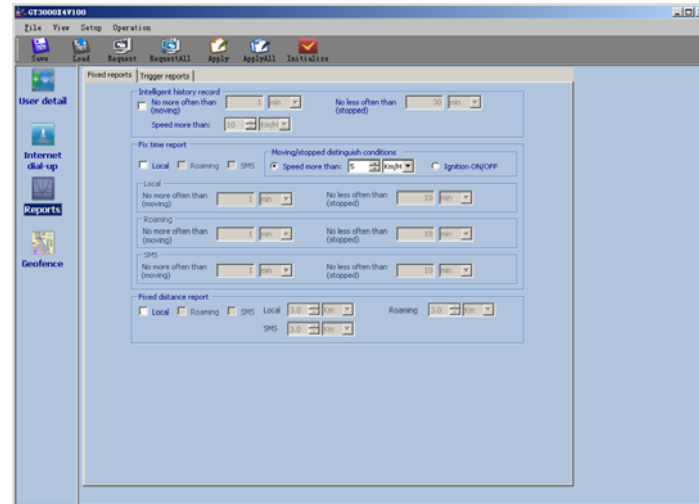 GT3000X4V100
File View Setup Operation
Save Load Request RequestAll Apply ApplyAll Initialize
User detail
Internet
dial-up
Reports
Geofence
Fixed reports Trigger reports
Intelligent history record
No more often than
(moving) 1 min No less often than
(stopped) 30 min
Speed more than: 10 Km/H
Fix time report
Local Roaming SMS
Moving/stopped distinguish conditions
Speed more than: 5 Km/H Ignition ON/OFF
Local
No more often than
(moving) 1 min No less often than
(stopped) 10 min
Roaming
No more often than
(moving) 1 min No less often than
(stopped) 10 min
SMS
No more often than
(moving) 1 min No less often than
(stopped) 10 min
Fixed distance report
Local Roaming SMS Local 3.0 Km Roaming 3.0 Km
SMS 3.0 Km